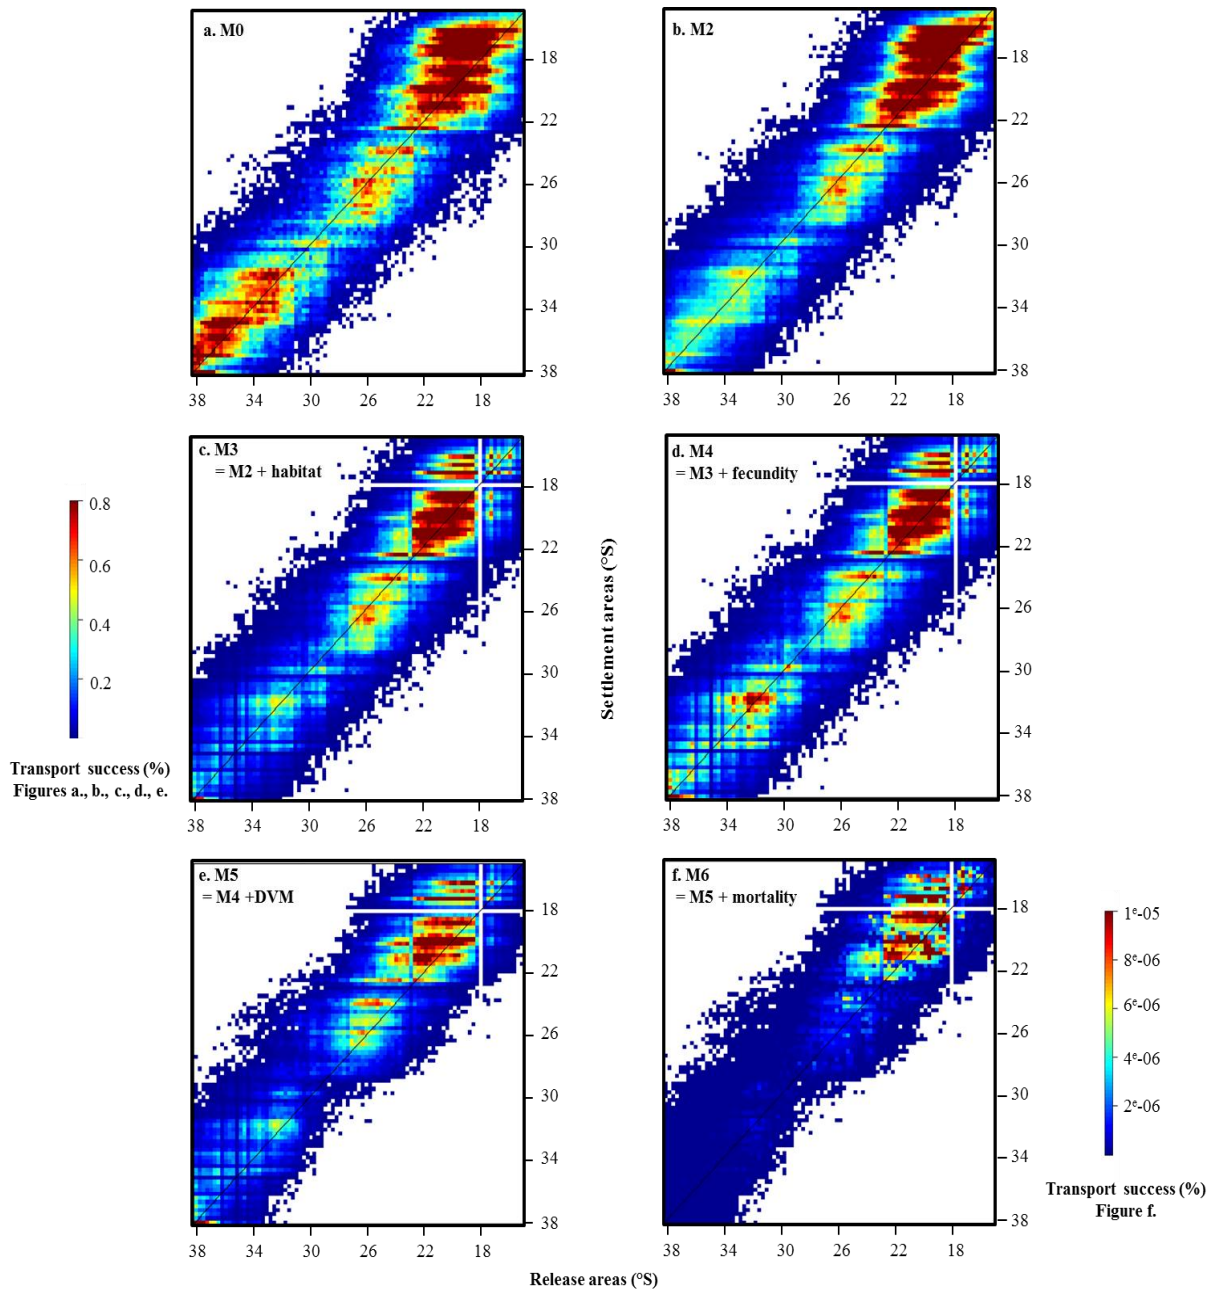 a. M0
18
22
26
30
34
38
38 34 30 26 22 18
b. M2
18
22
26
30
34
38
38 34 30 26 22 18
c. M3
= M2 + habitat
18
22
26
30
34
38
38 34 30 26 22 18
d. M4
= M3 + fecundity
18
22
26
30
34
38
38 34 30 26 22 18
0.8
0.6
0.4
0.2
Transport success (%)
Figures a., b., c., d., e.
Settlement areas (°S)
e. M5
= M4 +DVM
18
22
26
30
34
38
38 34 30 26 22 18
f. M6
= M5 + mortality
18
22
26
30
34
38
38 34 30 26 22 18
1e-05
8e-06
6e-06
4e-06
2e-06
Transport success (%)
Figure f.
Release areas (°S)